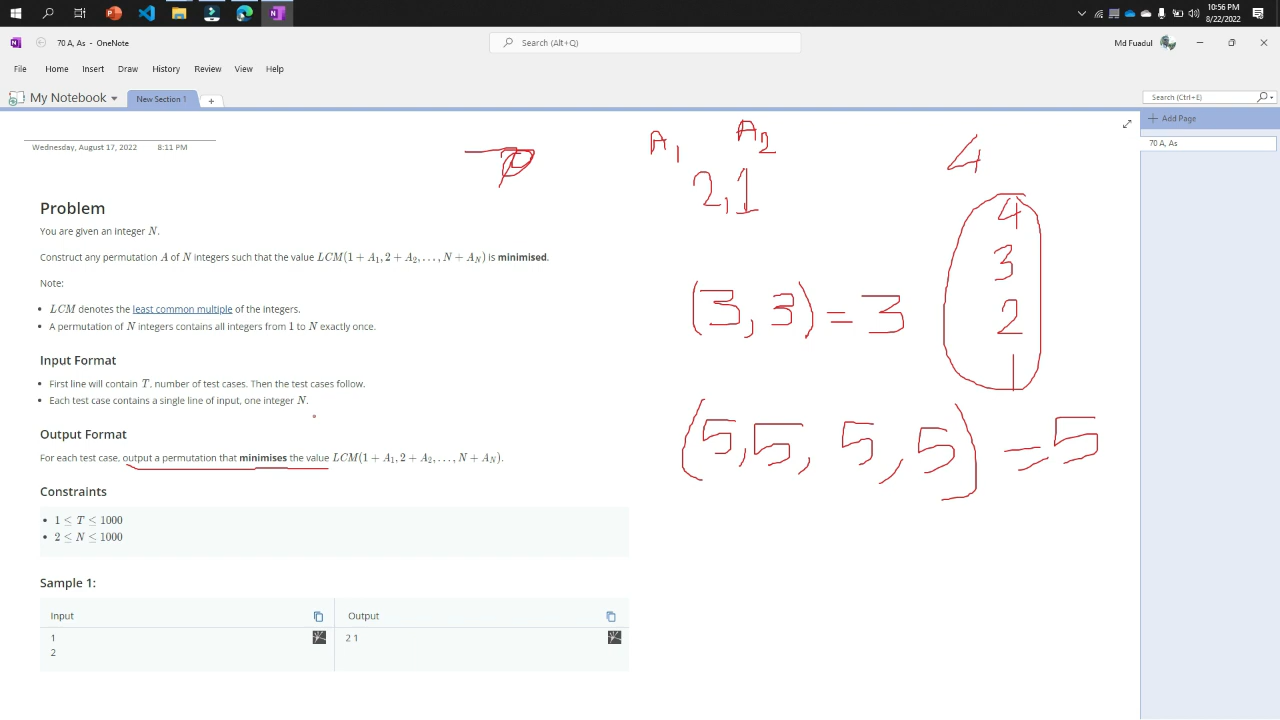 10:56 PM
8/22/2022
70 A, As - OneNote
Search (Alt+Q)
Md Fuadul
File Home Insert Draw History Review View Help
My Notebook
New Section 1
+
Search (Ctrl+E)
Add Page
70 A, As
Wednesday, August 17, 2022 8:11 PM
Problem
You are given an integer N.
Construct any permutation A of N integers such that the value LCM(1 + A₁, 2 + A₂, . . . , N + A_N) is minimised.
Note:
• LCM denotes the least common multiple of the integers.
• A permutation of N integers contains all integers from 1 to N exactly once.
Input Format
• First line will contain T, number of test cases. Then the test cases follow.
• Each test case contains a single line of input, one integer N.
Output Format
For each test case, output a permutation that minimises the value LCM(1 + A₁, 2 + A₂, . . . , N + A_N).
Constraints
• 1 ≤ T ≤ 1000
• 2 ≤ N ≤ 1000
Sample 1:
Input Output
1 2 1
2
A₁ A₂
2, 1
(3, 3) = 3
4
4
3
2
1
(5, 5, 5, 5) = 5